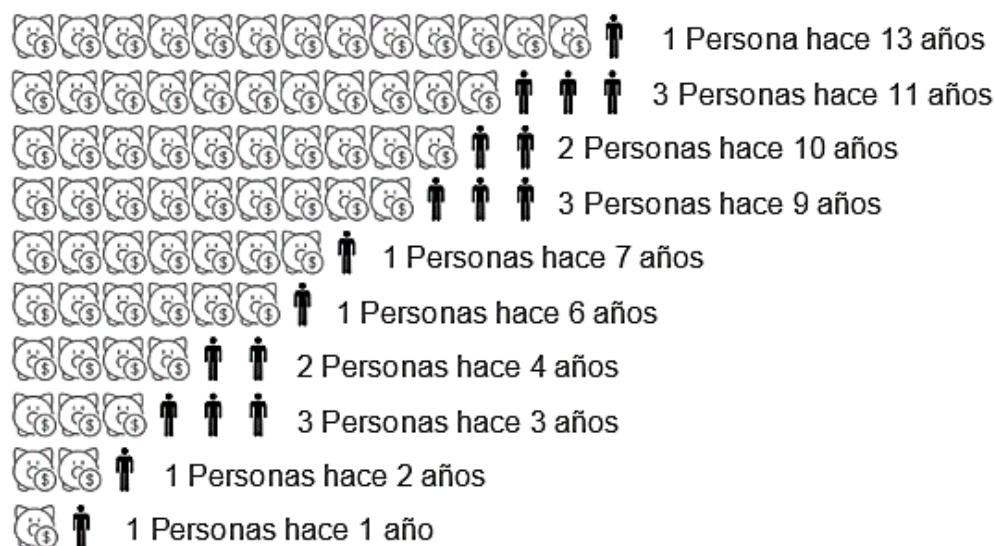 1 Persona hace 13 años
3 Personas hace 11 años
2 Personas hace 10 años
3 Personas hace 9 años
1 Personas hace 7 años
1 Personas hace 6 años
2 Personas hace 4 años
3 Personas hace 3 años
1 Personas hace 2 años
1 Personas hace 1 año